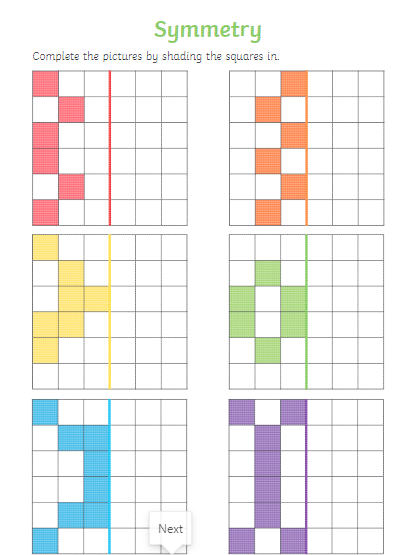 Symmetry
Complete the pictures by shading the squares in.
Next